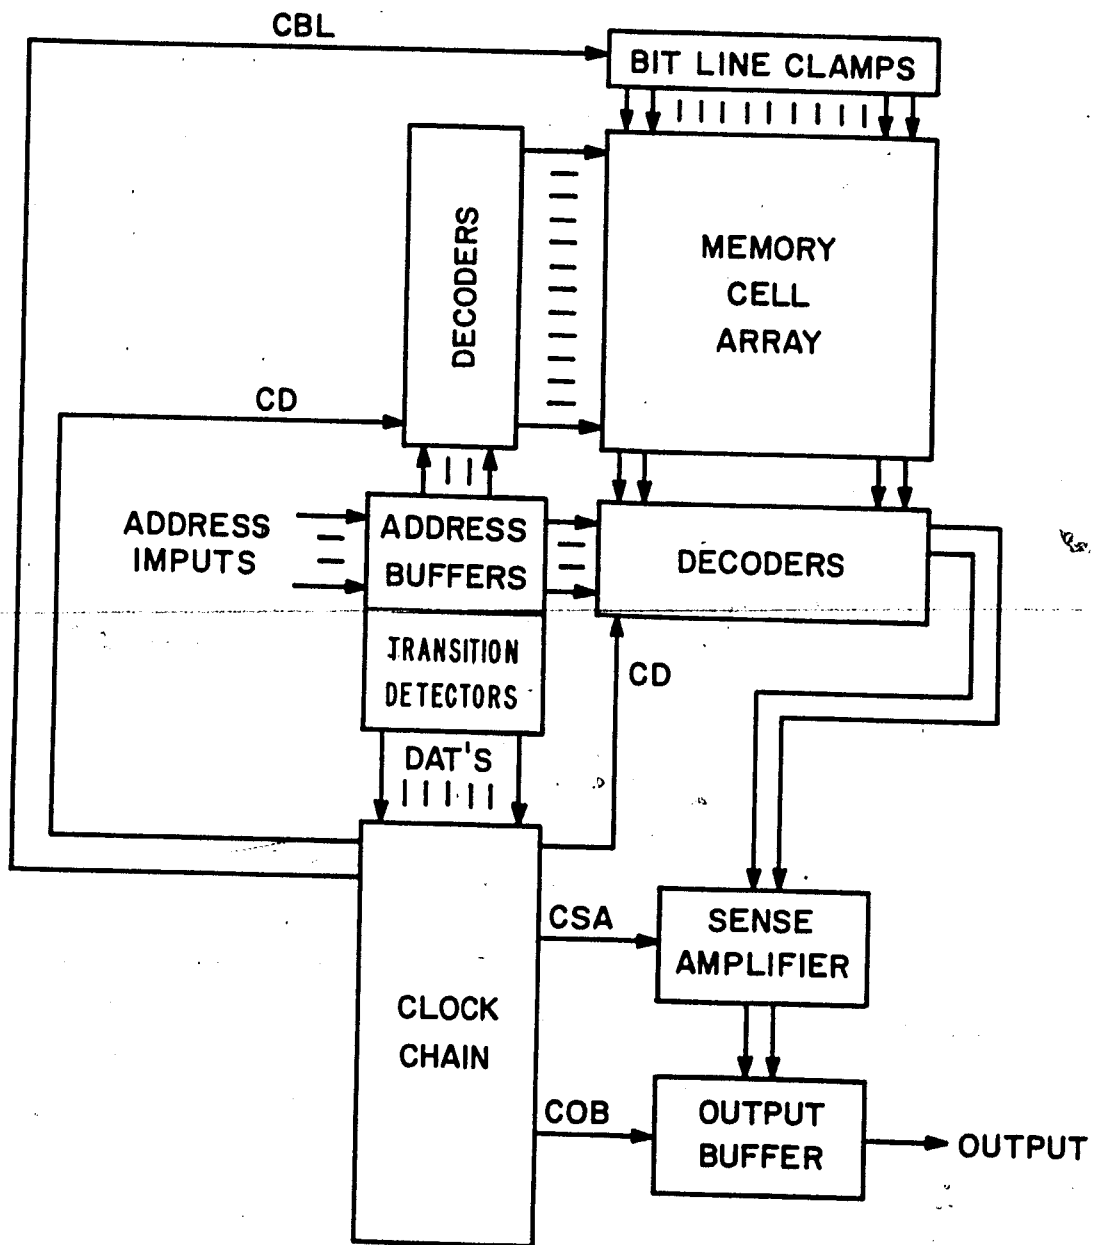 CBL
BIT LINE CLAMPS
DECODERS
MEMORY
CELL
ARRAY
CD
ADDRESS
IMPUTS
ADDRESS
BUFFERS
DECODERS
TRANSITION
DETECTORS
CD
DAT'S
CSA
SENSE
AMPLIFIER
CLOCK
CHAIN
COB
OUTPUT
BUFFER
OUTPUT